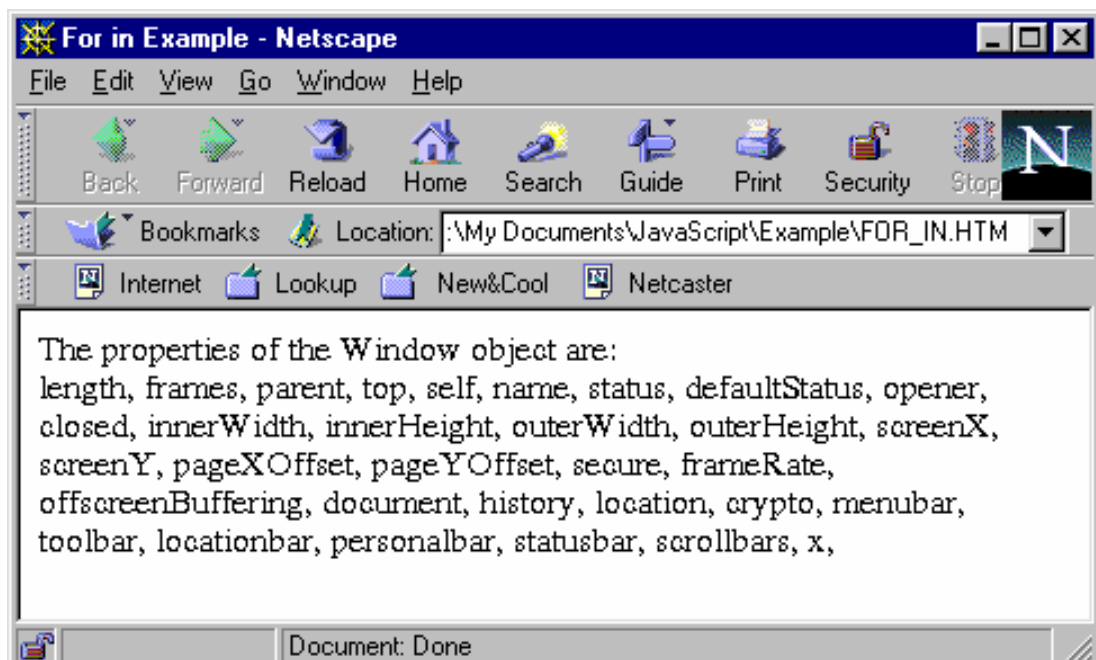 For in Example - Netscape
File Edit View Go Window Help
Back Forward Reload Home Search Guide Print Security Stop N
Bookmarks Location: :\My Documents\JavaScript\Example\FOR_IN.HTM
Internet Lookup New&Cool Netcaster
The properties of the Window object are:
length, frames, parent, top, self, name, status, defaultStatus, opener,
closed, innerWidth, innerHeight, outerWidth, outerHeight, screenX,
screenY, pageXOffset, pageYOffset, secure, frameRate,
offscreenBuffering, document, history, location, crypto, menubar,
toolbar, locationbar, personalbar, statusbar, scrollbars, x,
Document: Done